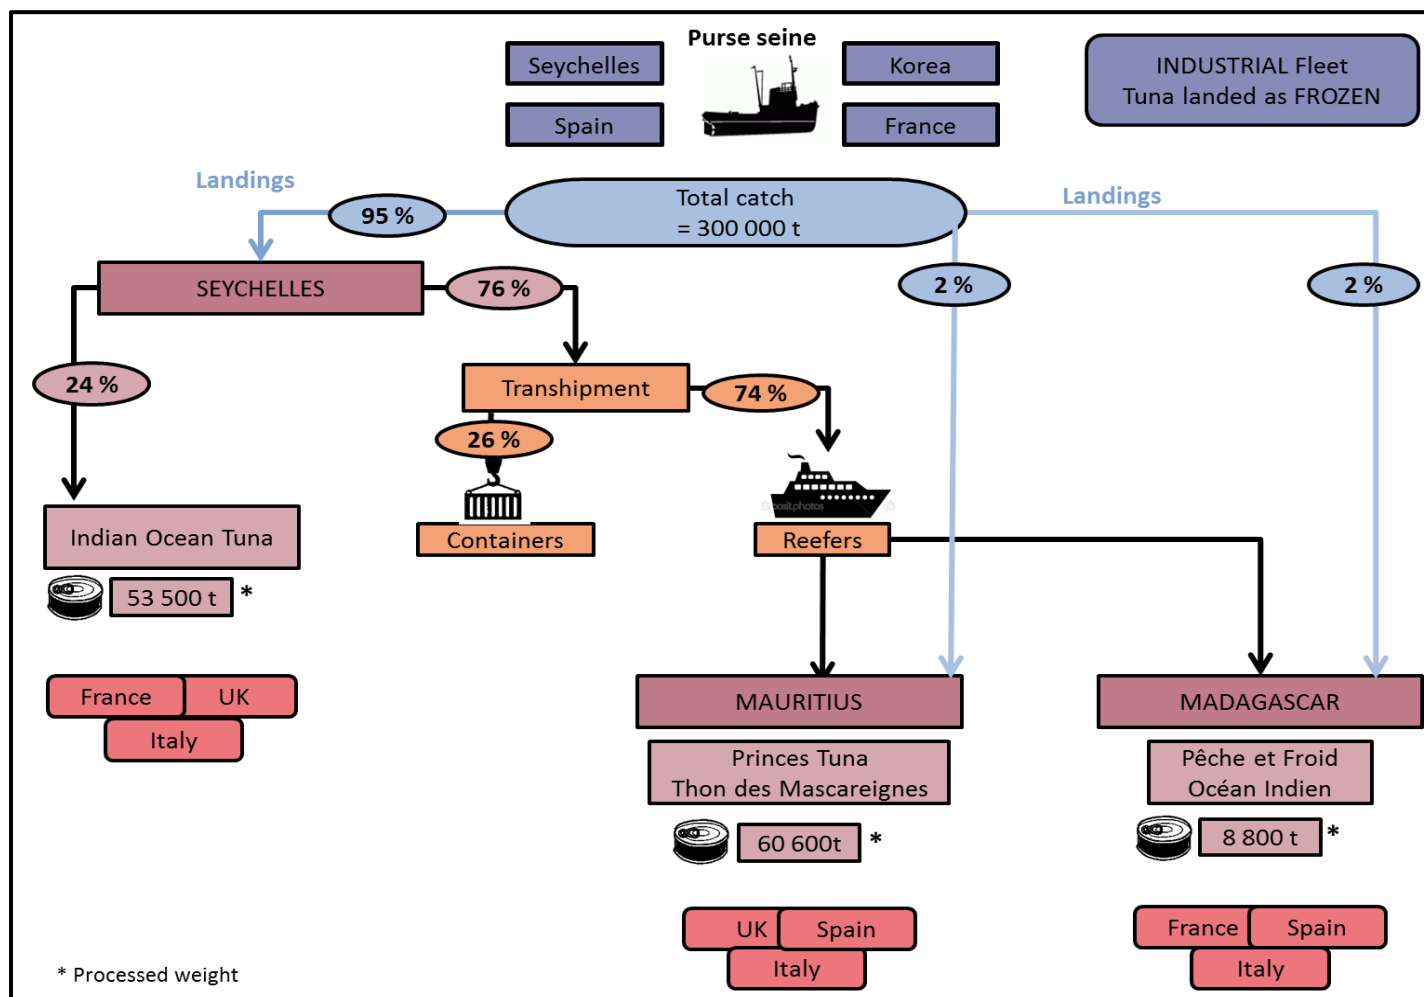 Purse seine
Seychelles
Korea
Spain
France
INDUSTRIAL Fleet
Tuna landed as FROZEN
Landings
95 %
Total catch
= 300 000 t
Landings
2 %
2 %
SEYCHELLES
76 %
24 %
Transhipment
74 %
26 %
depositphotos
Indian Ocean Tuna
Containers
Reefers
53 500 t
*
France
UK
Italy
MAURITIUS
MADAGASCAR
Princes Tuna
Thon des Mascareignes
Pêche et Froid
Océan Indien
60 600t
*
8 800 t
*
UK
Spain
Italy
France
Spain
Italy
* Processed weight